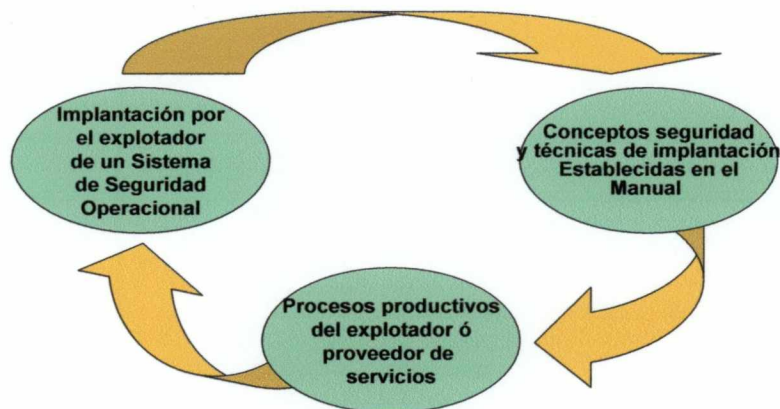 Implantación por
el explotador
de un Sistema
de Seguridad
Operacional
Conceptos seguridad
y técnicas de implantación
Establecidas en el
Manual
Procesos productivos
del explotador ó
proveedor de
servicios